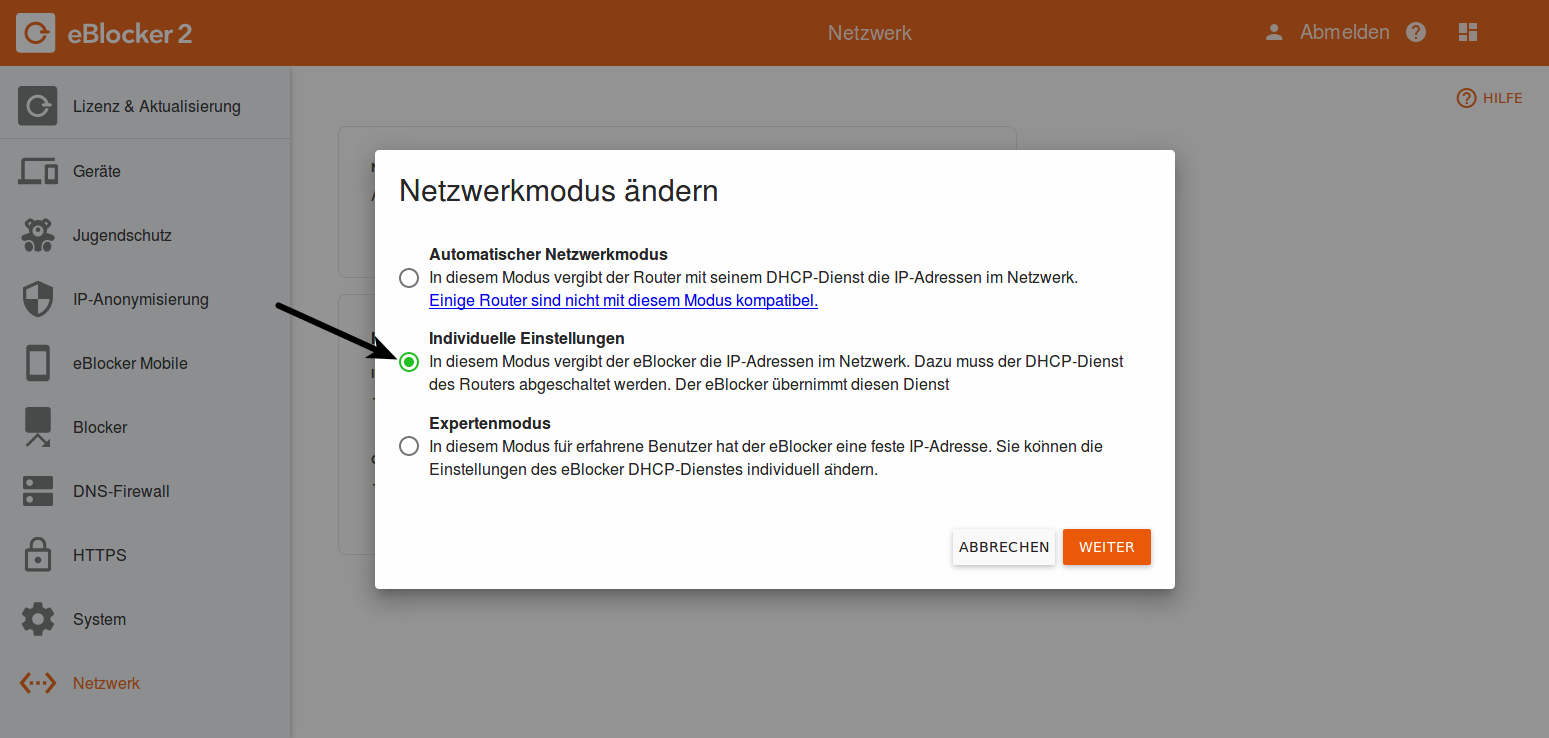 eBlocker 2
Netzwerk
Abmelden
HILFE
Lizenz & Aktualisierung
Geräte
Jugendschutz
IP-Anonymisierung
eBlocker Mobile
Blocker
DNS-Firewall
HTTPS
System
Netzwerk
Netzwerkmodus ändern
Automatischer Netzwerkmodus
In diesem Modus vergibt der Router mit seinem DHCP-Dienst die IP-Adressen im Netzwerk.
Einige Router sind nicht mit diesem Modus kompatibel.
Individuelle Einstellungen
In diesem Modus vergibt der eBlocker die IP-Adressen im Netzwerk. Dazu muss der DHCP-Dienst
des Routers abgeschaltet werden. Der eBlocker übernimmt diesen Dienst
Expertenmodus
In diesem Modus für erfahrene Benutzer hat der eBlocker eine feste IP-Adresse. Sie können die
Einstellungen des eBlocker DHCP-Dienstes individuell ändern.
ABBRECHEN
WEITER